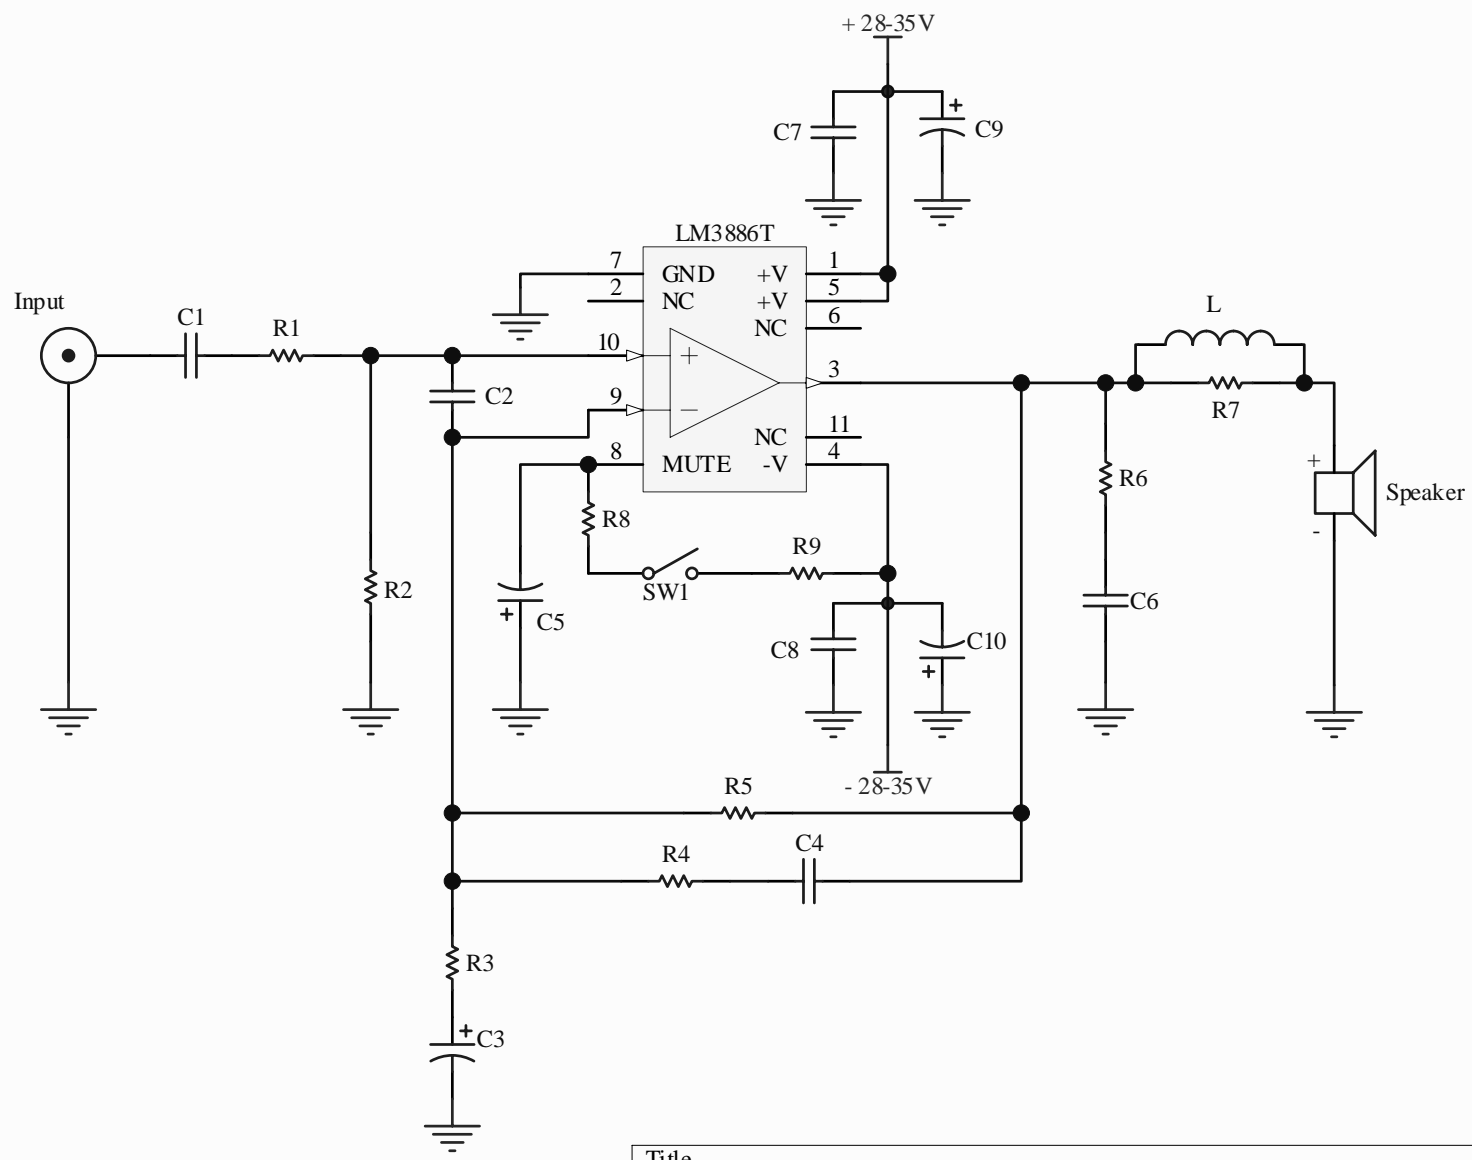 + 28-35V
C7
+
C9
LM3886T
7 GND +V 1
2 NC +V 5
NC 6
Input
C1
R1
10 +
3
L
R7
C2
9 −
NC 11
8 MUTE -V 4
R8
R9
SW1
R2
+ C5
C8
C10
+
R6
C6
+
Speaker
-
- 28-35V
R5
R4
C4
R3
+
C3
Title